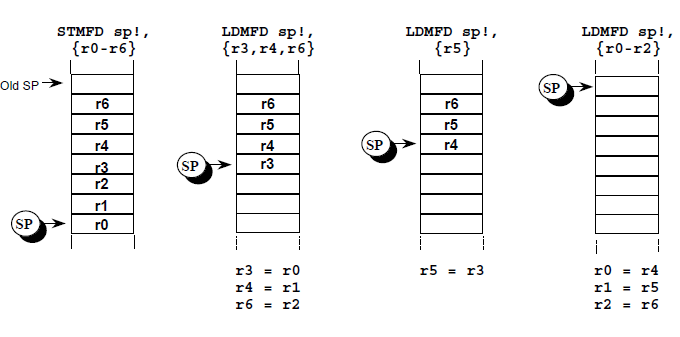 STMFD sp!,
{r0-r6}
Old SP
r6
r5
r4
r3
r2
r1
r0
SP
LDMFD sp!,
{r3,r4,r6}
r6
r5
r4
r3
SP
r3 = r0
r4 = r1
r6 = r2
LDMFD sp!,
{r5}
r6
r5
r4
SP
r5 = r3
LDMFD sp!,
{r0-r2}
SP
r0 = r4
r1 = r5
r2 = r6